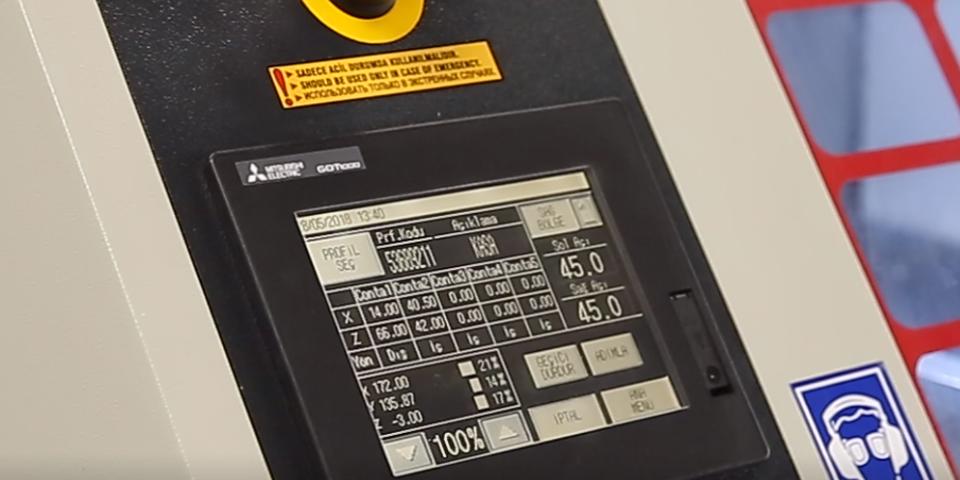 SADECE ACİL DURUMDA KULLANILMALIDIR.
SHOULD BE USED ONLY IN CASE OF EMERGENCY.
ИСПОЛЬЗОВАТЬ ТОЛЬКО В ЭКСТРЕННЫХ СЛУЧАЯХ.
MITSUBISHI ELECTRIC GOT1000
8/05/2018 13:40
PROFİL SEÇ
Prf.Kodu Açıklama
SAĞ BOLGE
Sol Açı
45.0
Sağ Açı
45.0
Conta1 Conta2 Conta3 Conta4 Conta5
X 14.00 40.50 0.00 0.00 0.00
Z 66.00 42.00 0.00 0.00 0.00
Yön Dış İç İç İç İç
X 172.00 21%
Y 135.87 14%
Z -3.00 17%
GEÇİCİ DURDUR
ADIMLA
100%
İPTAL
ANA MENU